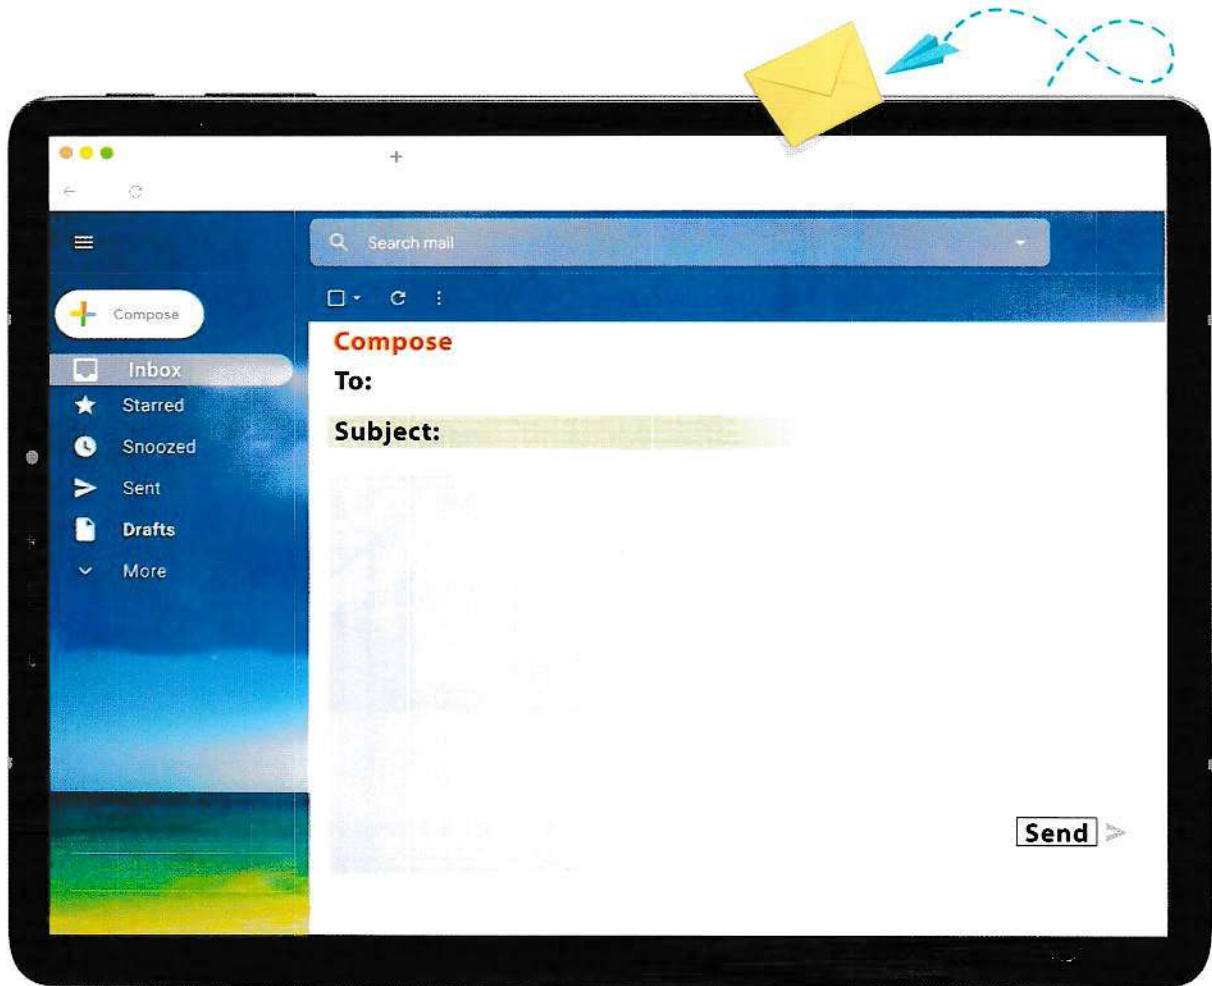 Search mail
Compose
Compose
Inbox
To:
Starred
Subject:
Snoozed
Sent
Drafts
More
Send